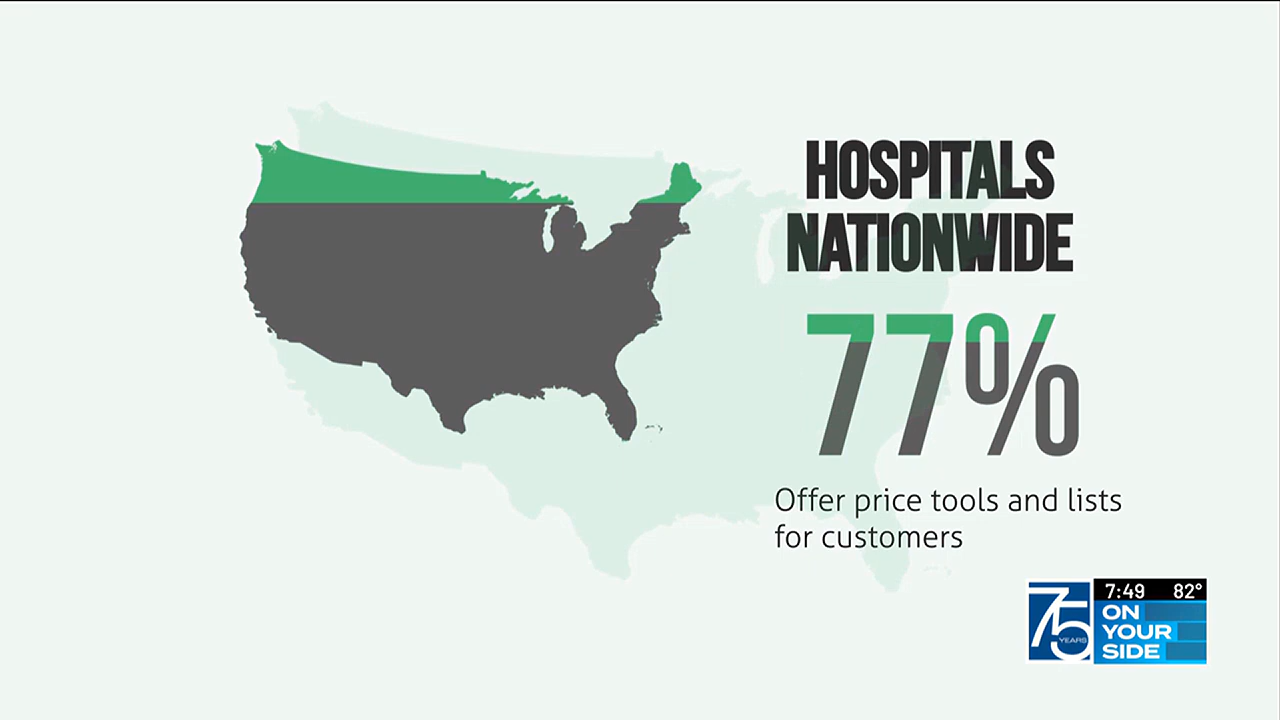 HOSPITALS
NATIONWIDE
77%
Offer price tools and lists
for customers
75
YEARS
7:49 82°
ON
YOUR
SIDE